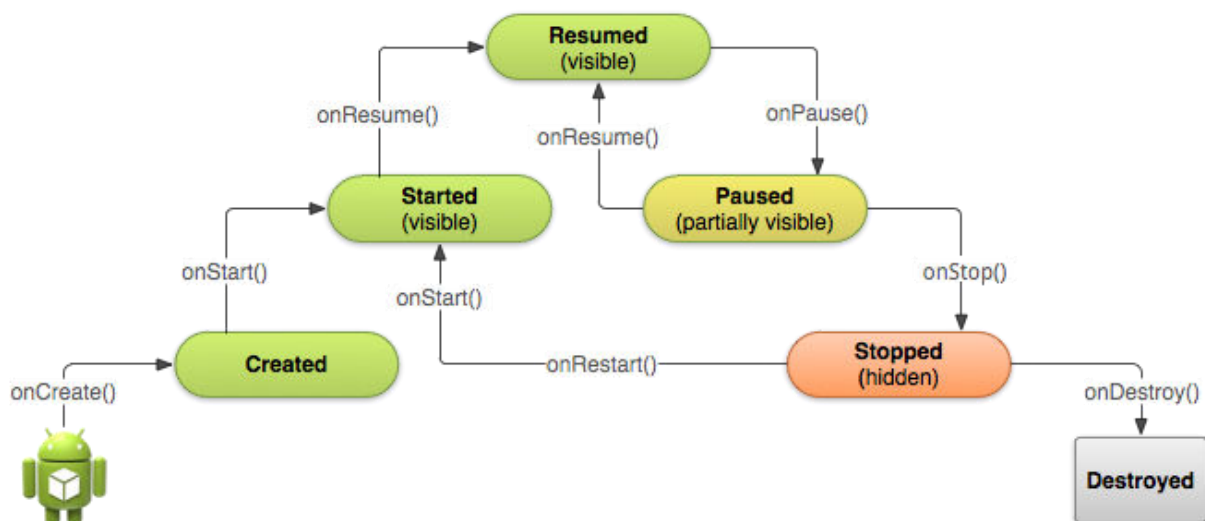 Resumed
(visible)
onResume()
onResume()
onPause()
Started
(visible)
Paused
(partially visible)
onStart()
onStart()
onStop()
Created
onRestart()
Stopped
(hidden)
onCreate()
onDestroy()
Destroyed